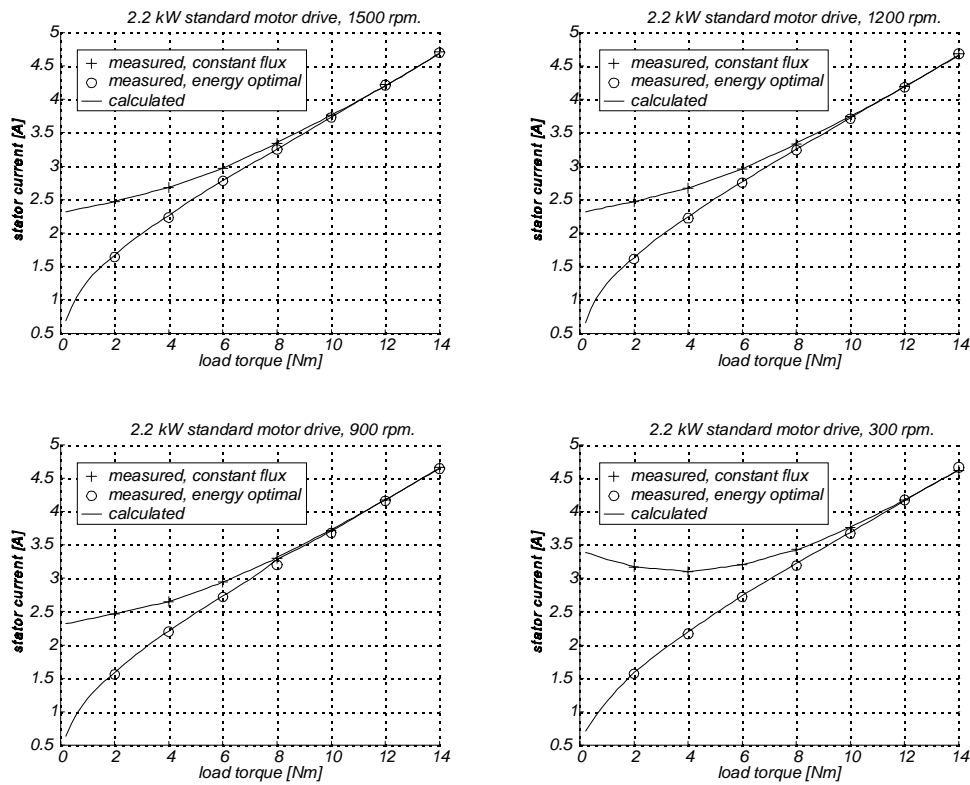 2.2 kW standard motor drive, 1500 rpm.
5
4.5
4
3.5
3
2.5
2
1.5
1
0.5
stator current [A]
+ measured, constant flux
measured, energy optimal
calculated
0 2 4 6 8 10 12 14
load torque [Nm]
2.2 kW standard motor drive, 1200 rpm.
5
4.5
4
3.5
3
2.5
2
1.5
1
0.5
stator current [A]
+ measured, constant flux
measured, energy optimal
calculated
0 2 4 6 8 10 12 14
load torque [Nm]
2.2 kW standard motor drive, 900 rpm.
5
4.5
4
3.5
3
2.5
2
1.5
1
0.5
stator current [A]
+ measured, constant flux
measured, energy optimal
calculated
0 2 4 6 8 10 12 14
load torque [Nm]
2.2 kW standard motor drive, 300 rpm.
5
4.5
4
3.5
3
2.5
2
1.5
1
0.5
stator current [A]
+ measured, constant flux
measured, energy optimal
calculated
0 2 4 6 8 10 12 14
load torque [Nm]